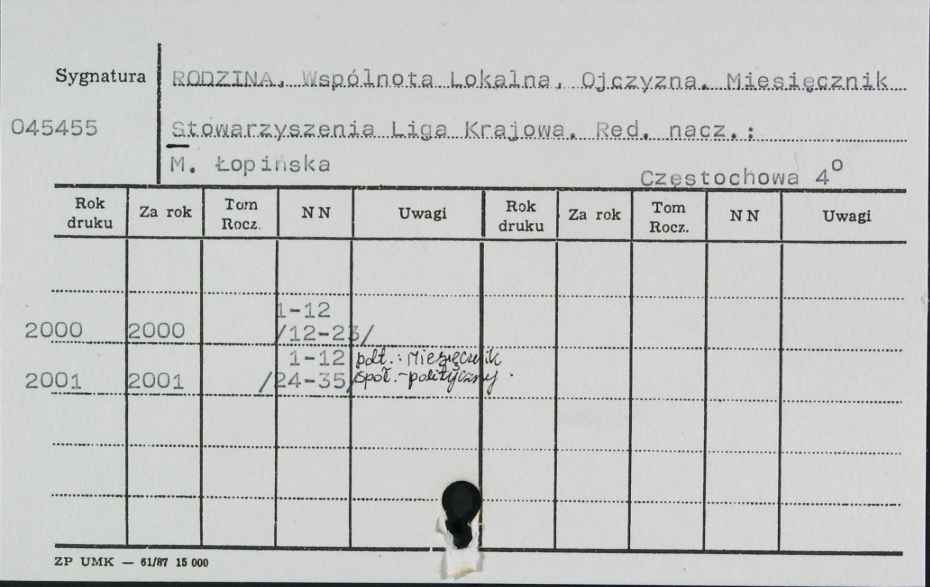 Sygnatura
RODZINA. Wspólnota Lokalna, Ojczyzna. Miesięcznik
045455
Stowarzyszenia Liga Krajowa. Red. nacz.:
M. Łopińska
Częstochowa 4o
Rok druku Za rok Tom Rocz. NN Uwagi Rok druku Za rok Tom Rocz. NN Uwagi
1-12
2000 2000 /12-23/
1-12 pdt.: Miesięcznik
2001 2001 /24-35/ społ.-polityczny.
ZP UMK — 61/87 15 000